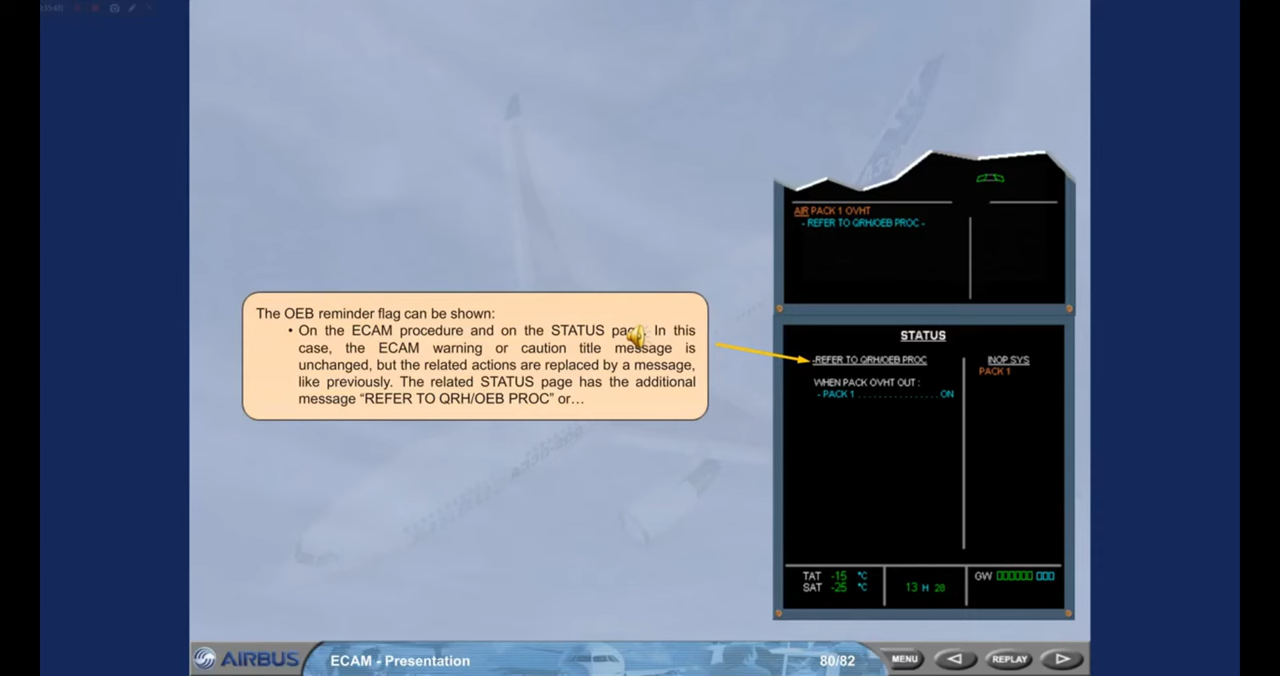 The OEB reminder flag can be shown:
• On the ECAM procedure and on the STATUS In this
case, the ECAM warning or caution title message is
unchanged, but the related actions are replaced by a message,
like previously. The related STATUS page has the additional
message “REFER TO QRH/OEB PROC” or…
AIR PACK 1 OVHT
- REFER TO QRH/OEB PROC -
STATUS
-REFER TO QRH/OEB PROC
INOP SYS
PACK 1
WHEN PACK OVHT OUT :
- PACK 1 . . . . . . . . . . . . . . . . ON
TAT -15 °C
SAT -25 °C
13 H 28
GW
AIRBUS
ECAM - Presentation
80/82
MENU
REPLAY